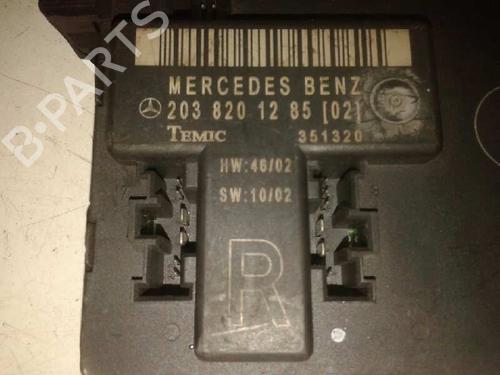 B-PARTS
MERCEDES BENZ
203 820 12 85 [02]
TEMIC 351320
HW:46/02
SW:10/02
R